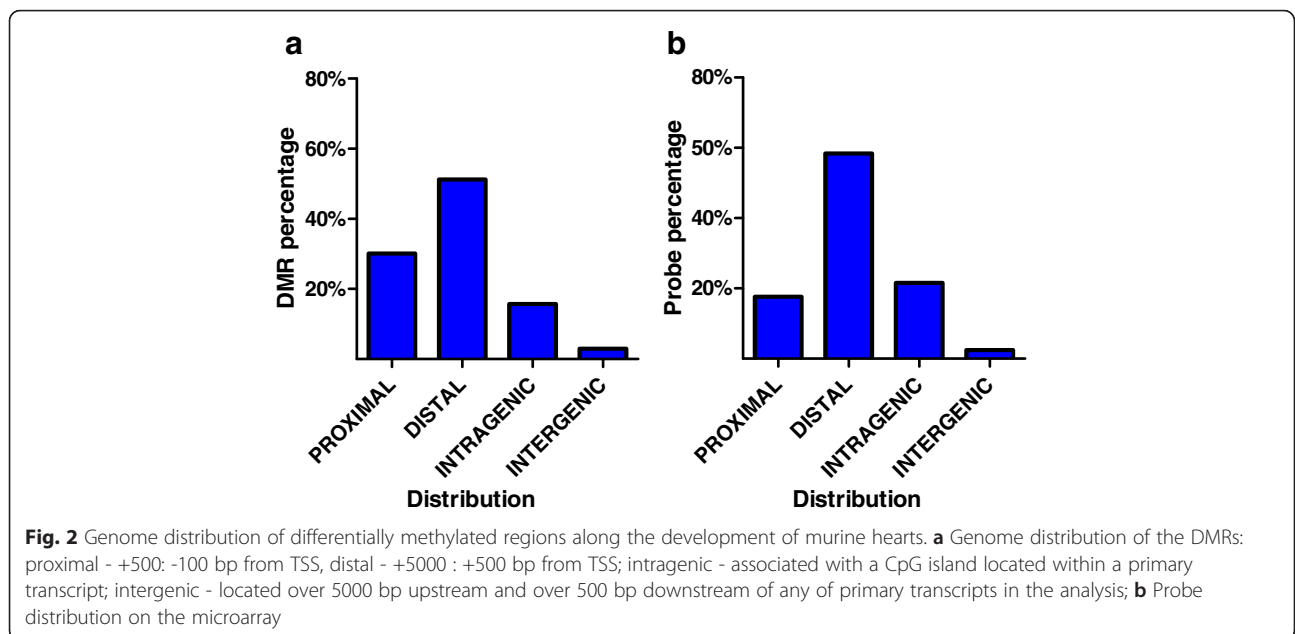 a
80%
60%
40%
20%
DMR percentage
PROXIMAL
DISTAL
INTRAGENIC
INTERGENIC
Distribution
b
80%
50%
40%
20%
Probe percentage
PROXIMAL
DISTAL
INTRAGENIC
INTERGENIC
Distribution
Fig. 2 Genome distribution of differentially methylated regions along the development of murine hearts. a Genome distribution of the DMRs:
proximal - +500: -100 bp from TSS, distal - +5000 : +500 bp from TSS; intragenic - associated with a CpG island located within a primary
transcript; intergenic - located over 5000 bp upstream and over 500 bp downstream of any of primary transcripts in the analysis; b Probe
distribution on the microarray